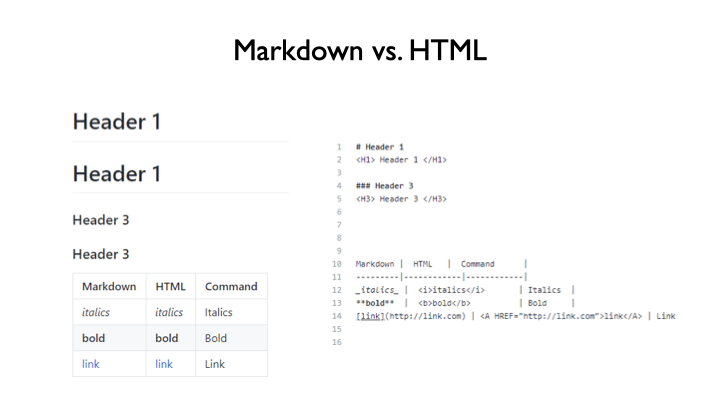 Markdown vs. HTML
Header 1
Header 1
Header 3
Header 3
Markdown HTML Command
italics italics Italics
bold bold Bold
link link Link
1 # Header 1
2 <H1> Header 1 </H1>
3
4 ### Header 3
5 <H3> Header 3 </H3>
6
7
8
9
10 Markdown | HTML | Command |
11 ---------|-----------|-----------|
12 _italics_ | <i>italics</i> | Italics |
13 **bold** | <b>bold</b> | Bold |
14 [link](http://link.com) | <A HREF="http://link.com">link</A> | Link
15
16